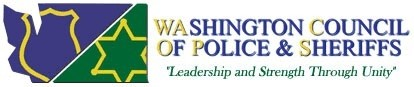 WASHINGTON COUNCIL
OF POLICE & SHERIFFS
"Leadership and Strength Through Unity"